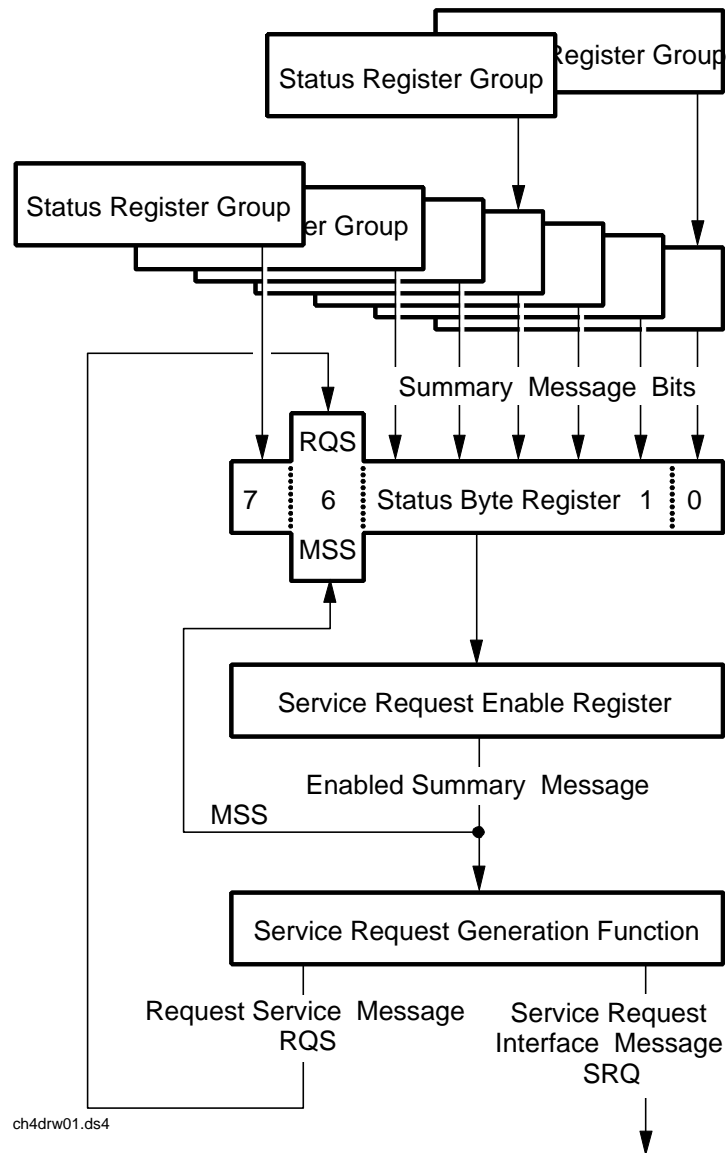 Register Group
Status Register Group
Status Register Group
er Group
Summary Message Bits
RQS
7 6 Status Byte Register 1 0
MSS
Service Request Enable Register
Enabled Summary Message
MSS
Service Request Generation Function
Request Service Message
RQS
Service Request
Interface Message
SRQ
ch4drw01.ds4